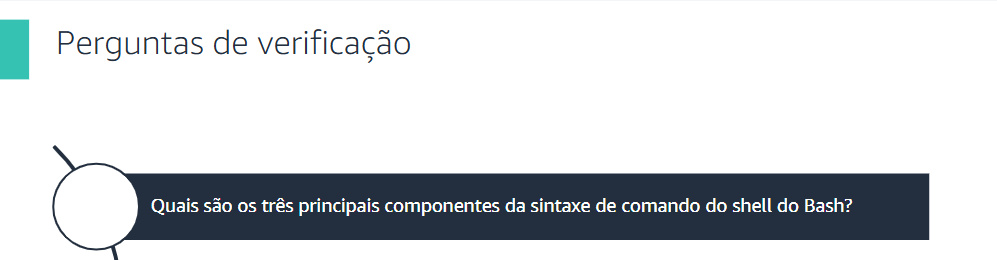 Perguntas de verificação
Quais são os três principais componentes da sintaxe de comando do shell do Bash?